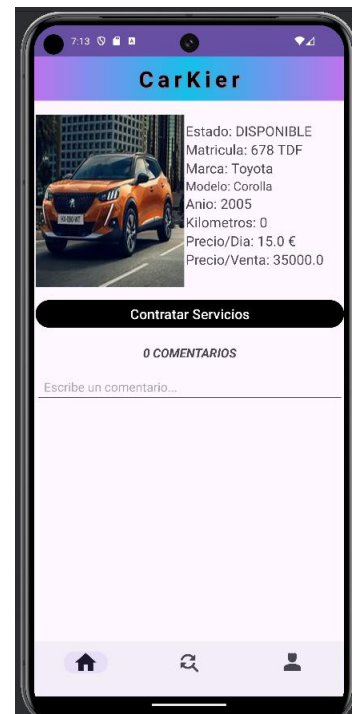 7:13
CarKier
Estado: DISPONIBLE
Matricula: 678 TDF
Marca: Toyota
Modelo: Corolla
Anio: 2005
Kilometros: 0
Precio/Dia: 15.0 €
Precio/Venta: 35000.0
Contratar Servicios
0 COMENTARIOS
Escribe un comentario...